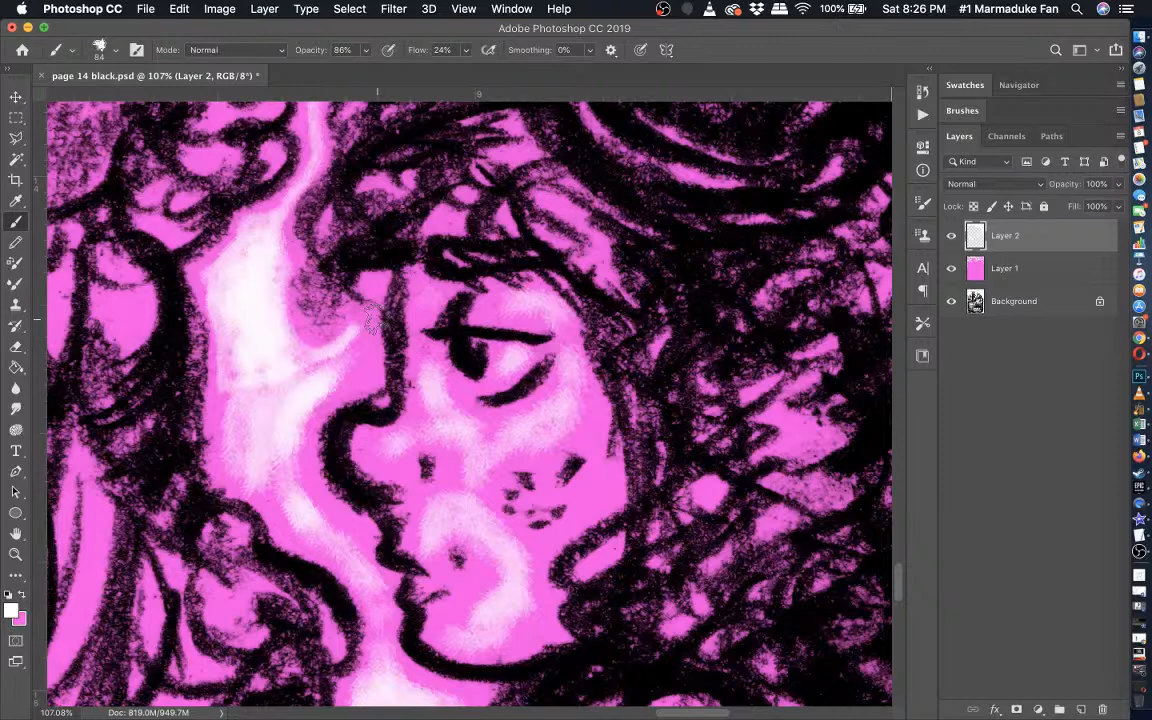 Photoshop CC File Edit Image Layer Type Select Filter 3D View Window Help 100% Sat 8:26 PM #1 Marmaduke Fan
Adobe Photoshop CC 2019
84 Mode: Normal Opacity: 86% Flow: 24% Smoothing: 0%
× page 14 black.psd @ 107% (Layer 2, RGB/8*) *
Swatches Navigator
9
Brushes
Layers Channels Paths
Kind
Normal Opacity: 100%
Lock: Fill: 100%
Layer 2
Layer 1
Background
107.08% Doc: 819.0M/949.7M